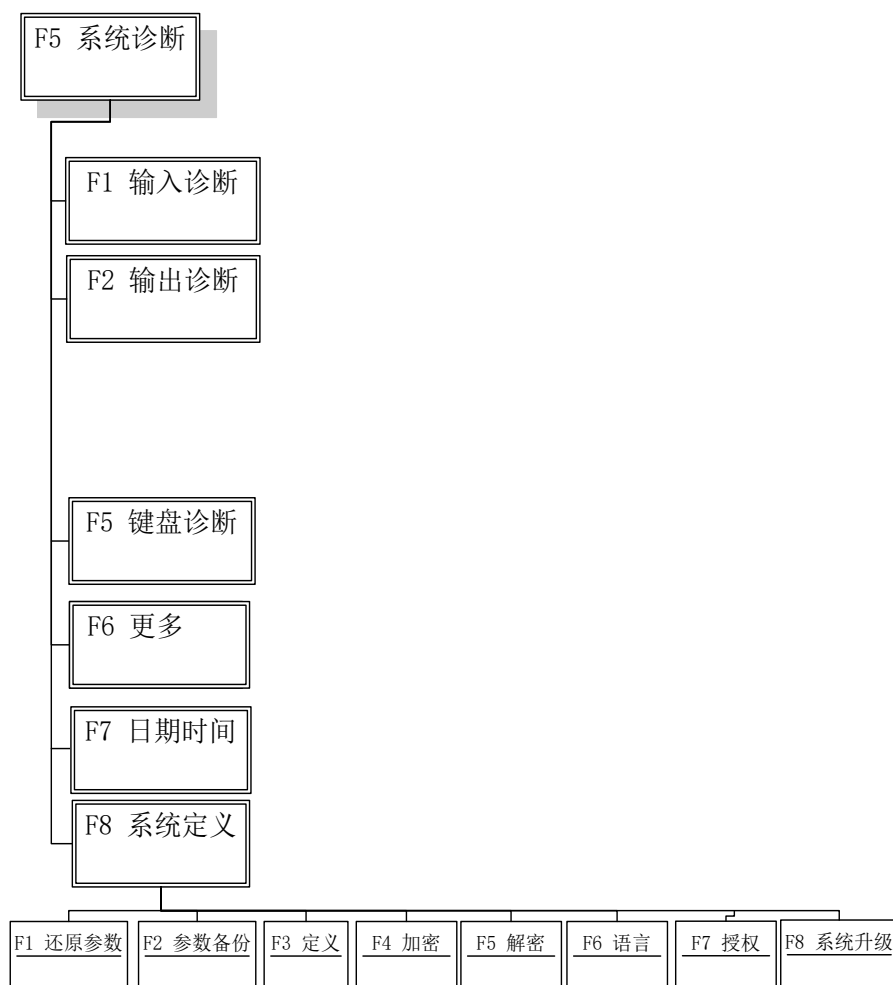 F5 系统诊断
F1 输入诊断
F2 输出诊断
F5 键盘诊断
F6 更多
F7 日期时间
F8 系统定义
F1 还原参数
F2 参数备份
F3 定义
F4 加密
F5 解密
F6 语言
F7 授权
F8 系统升级